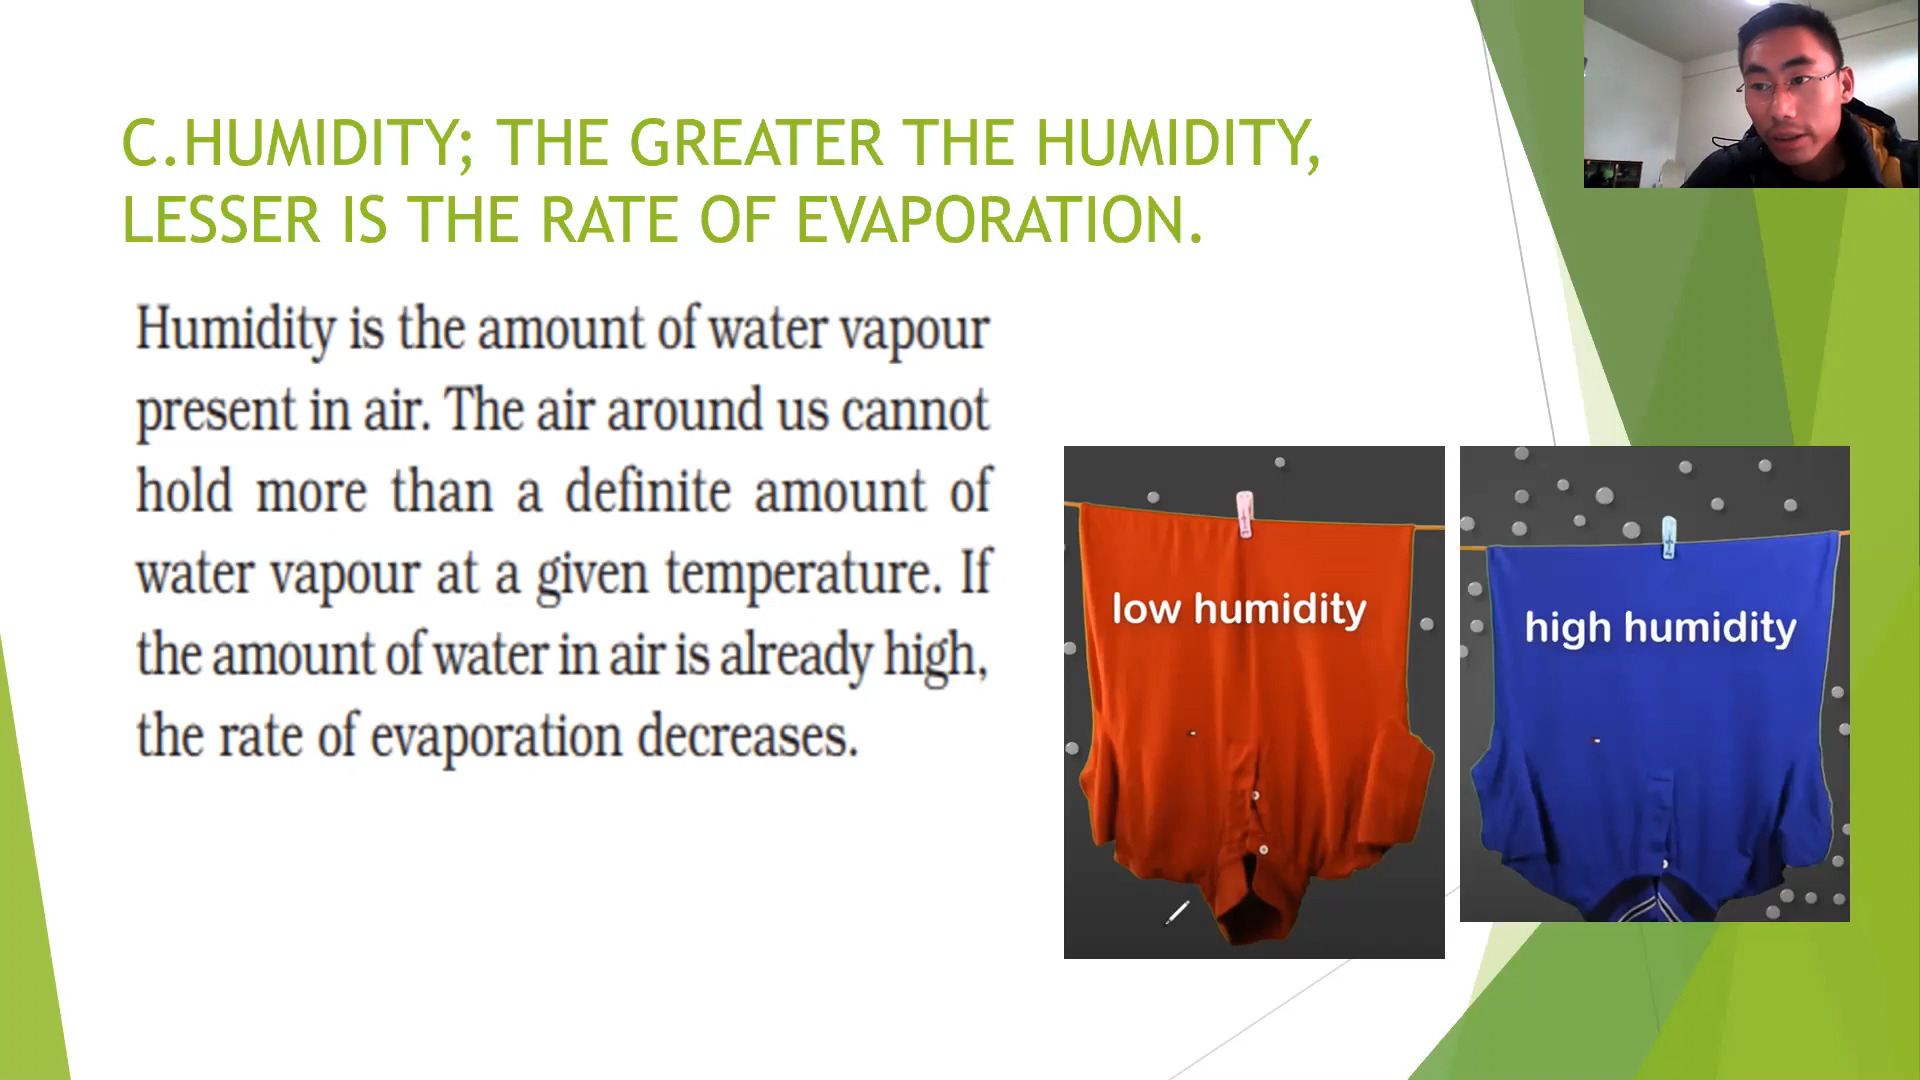 C.HUMIDITY; THE GREATER THE HUMIDITY,
LESSER IS THE RATE OF EVAPORATION.
Humidity is the amount of water vapour
present in air. The air around us cannot
hold more than a definite amount of
water vapour at a given temperature. If
the amount of water in air is already high,
the rate of evaporation decreases.
low humidity
high humidity